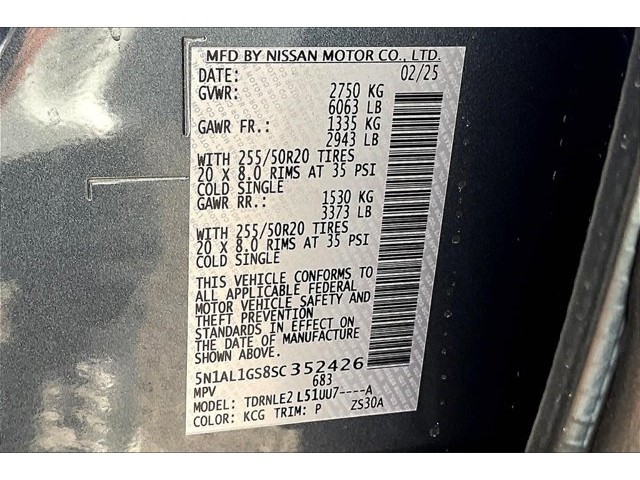 MFD BY NISSAN MOTOR CO., LTD.
DATE: 02/25
GVWR: 2750 KG
6063 LB
GAWR FR.: 1335 KG
2943 LB
WITH 255/50R20 TIRES
20 X 8.0 RIMS AT 35 PSI
COLD SINGLE
GAWR RR.: 1530 KG
3373 LB
WITH 255/50R20 TIRES
20 X 8.0 RIMS AT 35 PSI
COLD SINGLE
THIS VEHICLE CONFORMS TO
ALL APPLICABLE FEDERAL
MOTOR VEHICLE SAFETY AND
THEFT PREVENTION
STANDARDS IN EFFECT ON
THE DATE OF MANUFACTURE
SHOWN ABOVE.
5N1AL1GS8SC352426
MPV 683
MODEL: TDRNLE2 L51UU7----A
COLOR: KCG TRIM: P ZS30A